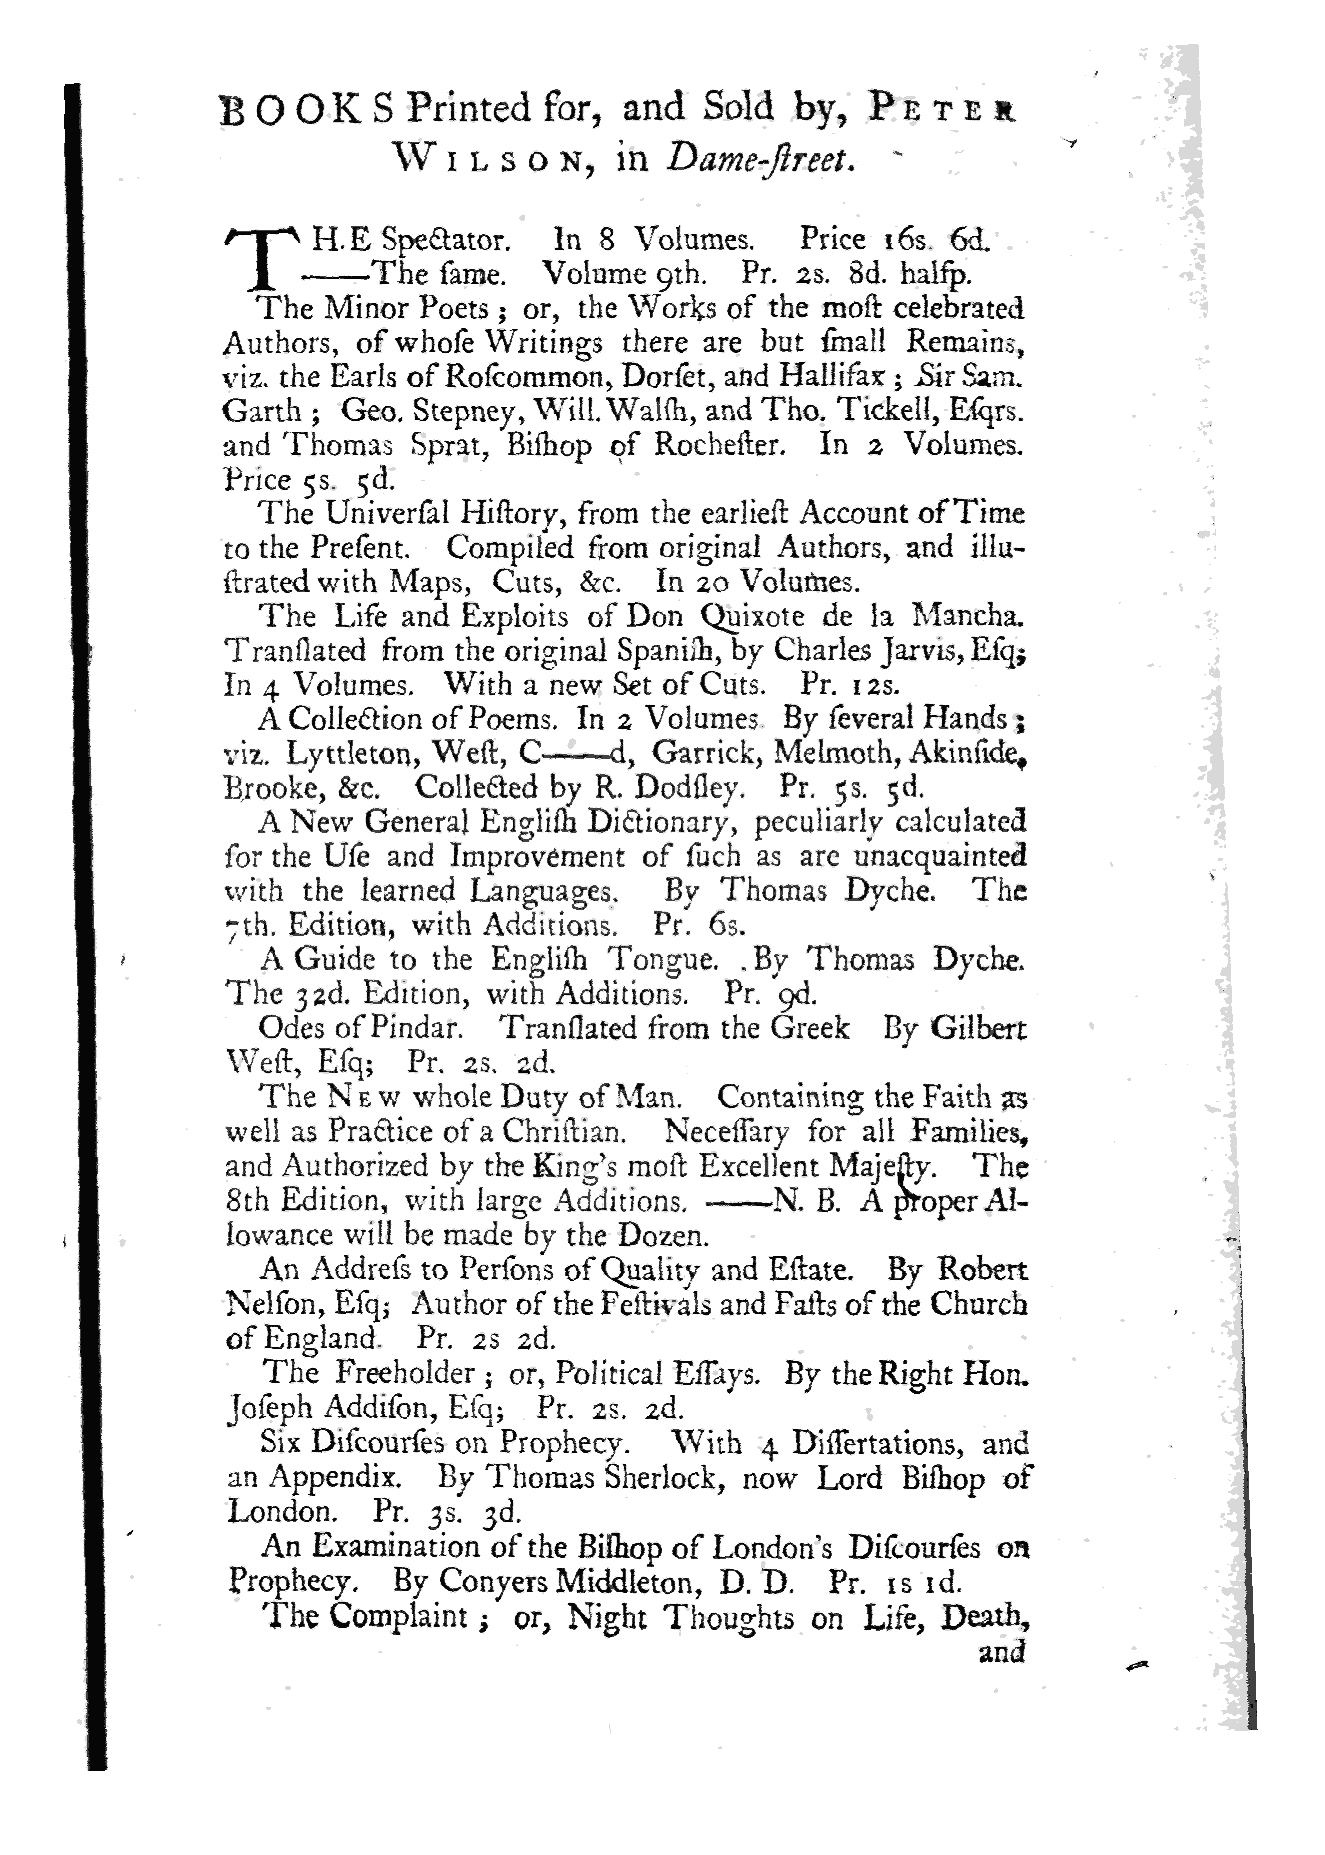 BOOKS Printed for, and Sold by, PETER
WILSON, in Dame-ſtreet.
THE Spectator. In 8 Volumes. Price 16s. 6d.
——The ſame. Volume 9th. Pr. 2s. 8d. halfp.
The Minor Poets; or, the Works of the moſt celebrated
Authors, of whoſe Writings there are but ſmall Remains,
viz. the Earls of Roſcommon, Dorſet, and Hallifax; Sir Sam.
Garth; Geo. Stepney, Will. Walſh, and Tho. Tickell, Eſqrs.
and Thomas Sprat, Biſhop of Rocheſter. In 2 Volumes.
Price 5s. 5d.
The Univerſal Hiſtory, from the earlieſt Account of Time
to the Preſent. Compiled from original Authors, and illu-
ſtrated with Maps, Cuts, &c. In 20 Volumes.
The Life and Exploits of Don Quixote de la Mancha.
Tranſlated from the original Spaniſh, by Charles Jarvis, Eſq;
In 4 Volumes. With a new Set of Cuts. Pr. 12s.
A Collection of Poems. In 2 Volumes. By ſeveral Hands;
viz. Lyttleton, Weſt, C——d, Garrick, Melmoth, Akinſide,
Brooke, &c. Collected by R. Dodſley. Pr. 5s. 5d.
A New General Engliſh Dictionary, peculiarly calculated
for the Uſe and Improvement of ſuch as are unacquainted
with the learned Languages. By Thomas Dyche. The
7th. Edition, with Additions. Pr. 6s.
A Guide to the Engliſh Tongue. By Thomas Dyche.
The 32d. Edition, with Additions. Pr. 9d.
Odes of Pindar. Tranſlated from the Greek By Gilbert
Weſt, Eſq; Pr. 2s. 2d.
The NEW whole Duty of Man. Containing the Faith as
well as Practice of a Chriſtian. Neceſſary for all Families,
and Authorized by the King's moſt Excellent Majeſty. The
8th Edition, with large Additions. ——N. B. A proper Al-
lowance will be made by the Dozen.
An Addreſs to Perſons of Quality and Eſtate. By Robert
Nelſon, Eſq; Author of the Feſtivals and Faſts of the Church
of England. Pr. 2s 2d.
The Freeholder; or, Political Eſſays. By the Right Hon.
Joſeph Addiſon, Eſq; Pr. 2s. 2d.
Six Diſcourſes on Prophecy. With 4 Diſſertations, and
an Appendix. By Thomas Sherlock, now Lord Biſhop of
London. Pr. 3s. 3d.
An Examination of the Biſhop of London's Diſcourſes on
Prophecy. By Conyers Middleton, D. D. Pr. 1s 1d.
The Complaint; or, Night Thoughts on Life, Death,
and